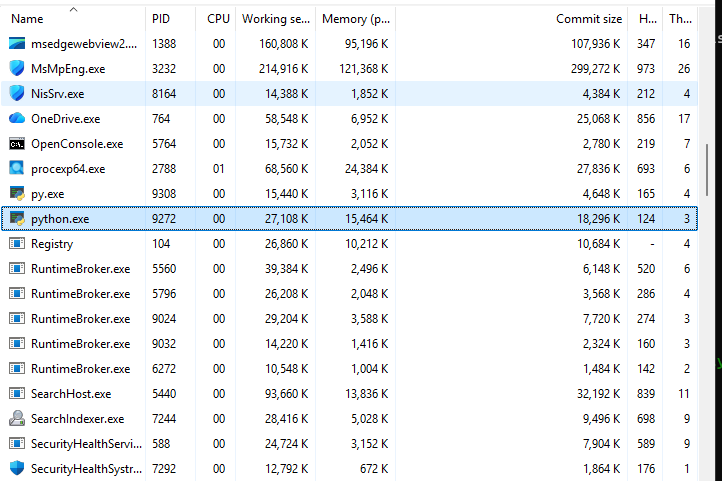 Name PID CPU Working se... Memory (p... Commit size H... Th...
msedgewebview2.... 1388 00 160,808 K 95,196 K 107,936 K 347 16
MsMpEng.exe 3232 00 214,916 K 121,368 K 299,272 K 973 26
NisSrv.exe 8164 00 14,388 K 1,852 K 4,384 K 212 4
OneDrive.exe 764 00 58,548 K 6,952 K 25,068 K 856 17
OpenConsole.exe 5764 00 15,732 K 2,052 K 2,780 K 219 7
procexp64.exe 2788 01 68,560 K 24,384 K 27,836 K 693 6
py.exe 9308 00 15,440 K 3,116 K 4,648 K 165 4
python.exe 9272 00 27,108 K 15,464 K 18,296 K 124 3
Registry 104 00 26,860 K 10,212 K 10,684 K - 4
RuntimeBroker.exe 5560 00 39,384 K 2,496 K 6,148 K 520 6
RuntimeBroker.exe 5796 00 26,208 K 2,048 K 3,568 K 286 4
RuntimeBroker.exe 9024 00 29,204 K 3,588 K 7,720 K 274 3
RuntimeBroker.exe 9032 00 14,220 K 1,416 K 2,324 K 160 3
RuntimeBroker.exe 6272 00 10,548 K 1,004 K 1,484 K 142 2
SearchHost.exe 5440 00 93,660 K 13,836 K 32,192 K 839 11
SearchIndexer.exe 7244 00 28,416 K 5,028 K 9,496 K 698 9
SecurityHealthServi... 588 00 24,724 K 3,152 K 7,904 K 589 9
SecurityHealthSystr... 7292 00 12,792 K 672 K 1,864 K 176 1